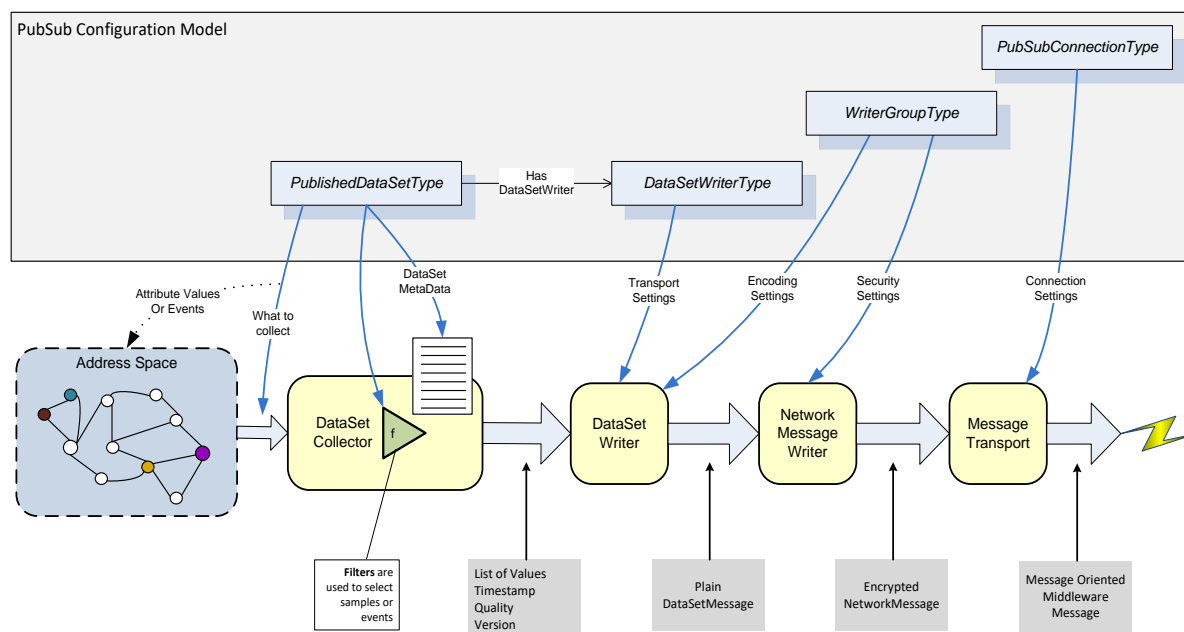 PubSub Configuration Model
PubSubConnectionType
WriterGroupType
PublishedDataSetType
Has
DataSetWriter
DataSetWriterType
Attribute Values
Or Events
What to
collect
DataSet
MetaData
Transport
Settings
Encoding
Settings
Security
Settings
Connection
Settings
Address Space
DataSet
Collector
f
DataSet
Writer
Network
Message
Writer
Message
Transport
Filters are
used to select
samples or
events
List of Values
Timestamp
Quality
Version
Plain
DataSetMessage
Encrypted
NetworkMessage
Message Oriented
Middleware
Message